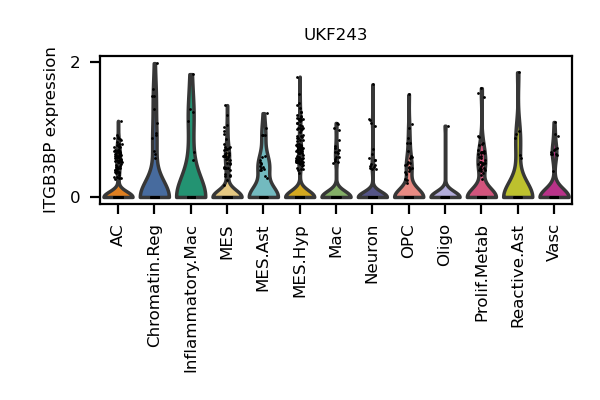 UKF243
ITGB3BP expression
2
0
AC
Chromatin.Reg
Inflammatory.Mac
MES
MES.Ast
MES.Hyp
Mac
Neuron
OPC
Oligo
Prolif.Metab
Reactive.Ast
Vasc